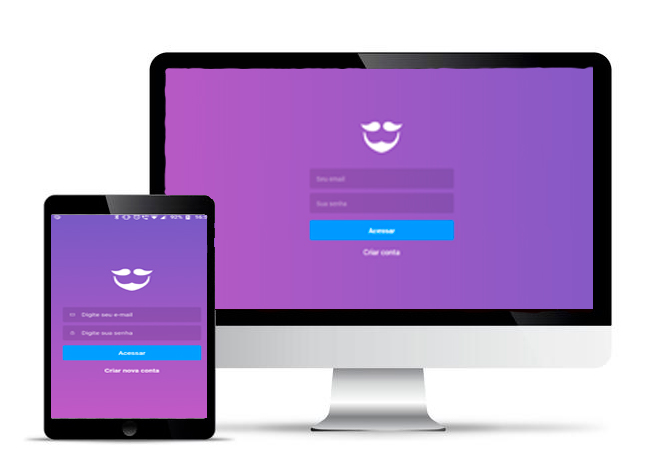 Seu email
Sua senha
Acessar
Criar conta
Digite seu e-mail
Digite sua senha
Acessar
Criar nova conta